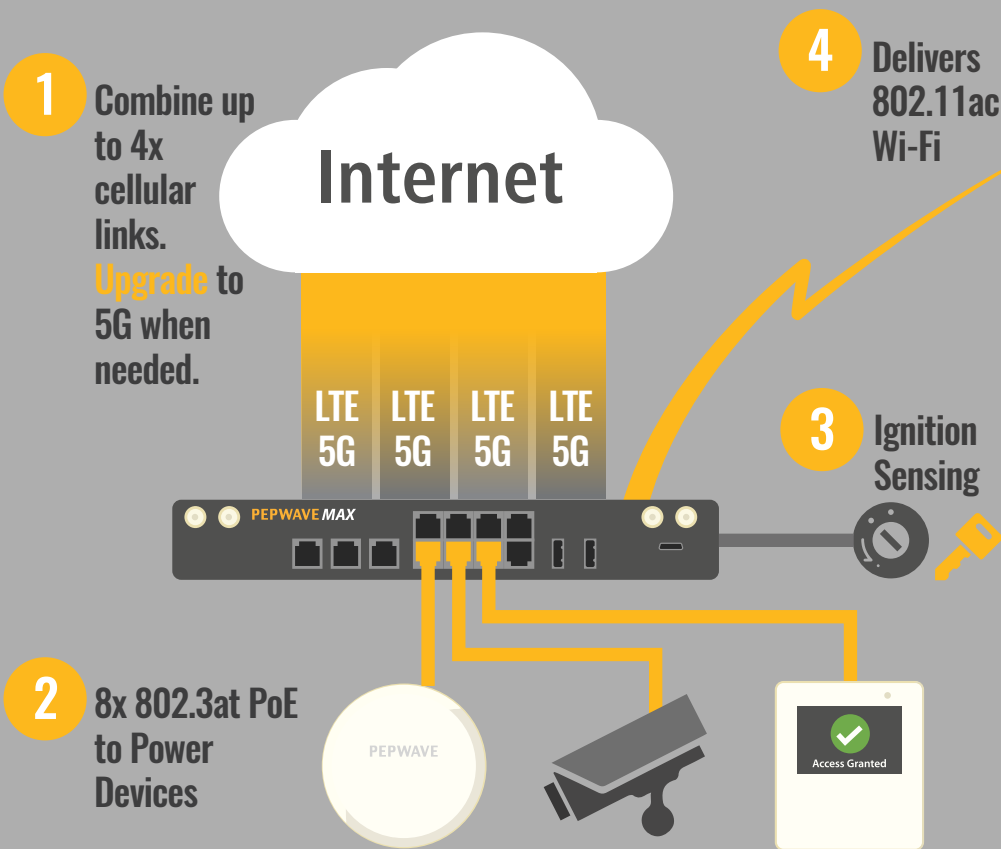 1
Combine up
to 4x
cellular
links.
Upgrade to
5G when
needed.
Internet
4
Delivers
802.11ac
Wi-Fi
LTE LTE LTE LTE
5G 5G 5G 5G
3
Ignition
Sensing
PEPWAVE MAX
2
8x 802.3at PoE
to Power
Devices
PEPWAVE
Access Granted